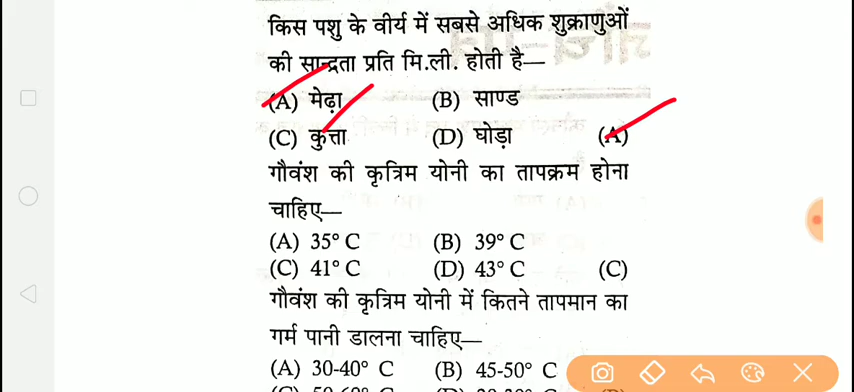 किस पशु के वीर्य में सबसे अधिक शुक्राणुओं
की सान्द्रता प्रति मि.ली. होती है—
(A) मेढ़ा (B) साण्ड
(C) कुत्ता (D) घोड़ा (A)
गौवंश की कृत्रिम योनी का तापक्रम होना
चाहिए—
(A) 35° C (B) 39° C
(C) 41° C (D) 43° C (C)
गौवंश की कृत्रिम योनी में कितने तापमान का
गर्म पानी डालना चाहिए—
(A) 30-40° C (B) 45-50° C